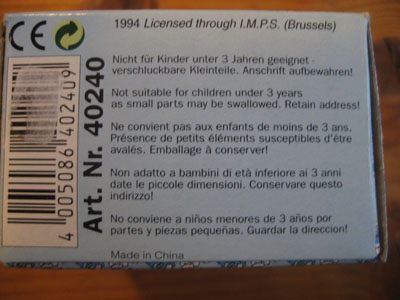 CE
1994 Licensed through I.M.P.S. (Brussels)
Nicht für Kinder unter 3 Jahren geeignet -
verschluckbare Kleinteile. Anschrift aufbewahren!
Not suitable for children under 3 years
as small parts may be swallowed. Retain address!
Ne convient pas aux enfants de moins de 3 ans.
Présence de petits éléments susceptibles d'être
avalés. Emballage à conserver!
Non adatto a bambini di età inferiore ai 3 anni
date le piccole dimensioni. Conservare questo
indirizzo!
No conviene a niños menores de 3 años por
partes y piezas pequeñas. Guardar la direccion!
Made in China
4 005086 402409
Art. Nr. 40240